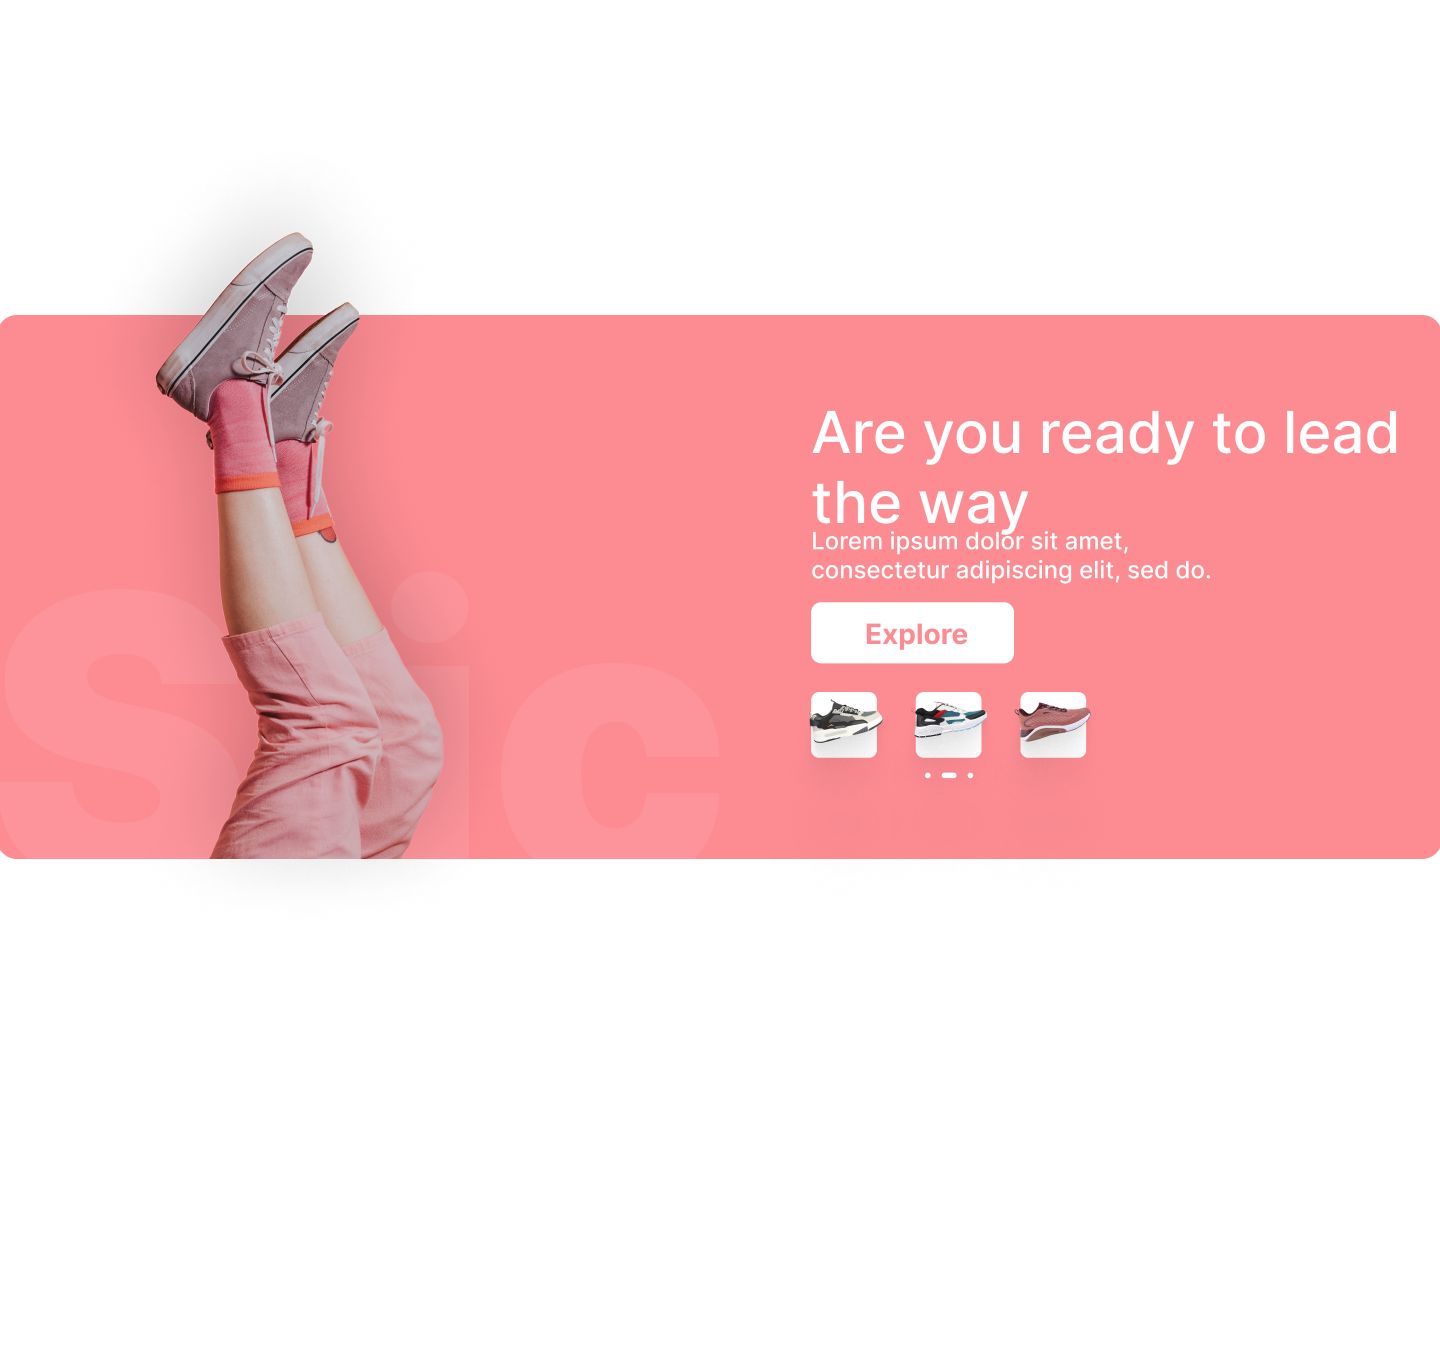 Are you ready to lead
the way
Lorem ipsum dolor sit amet,
consectetur adipiscing elit, sed do.
Explore
Sic